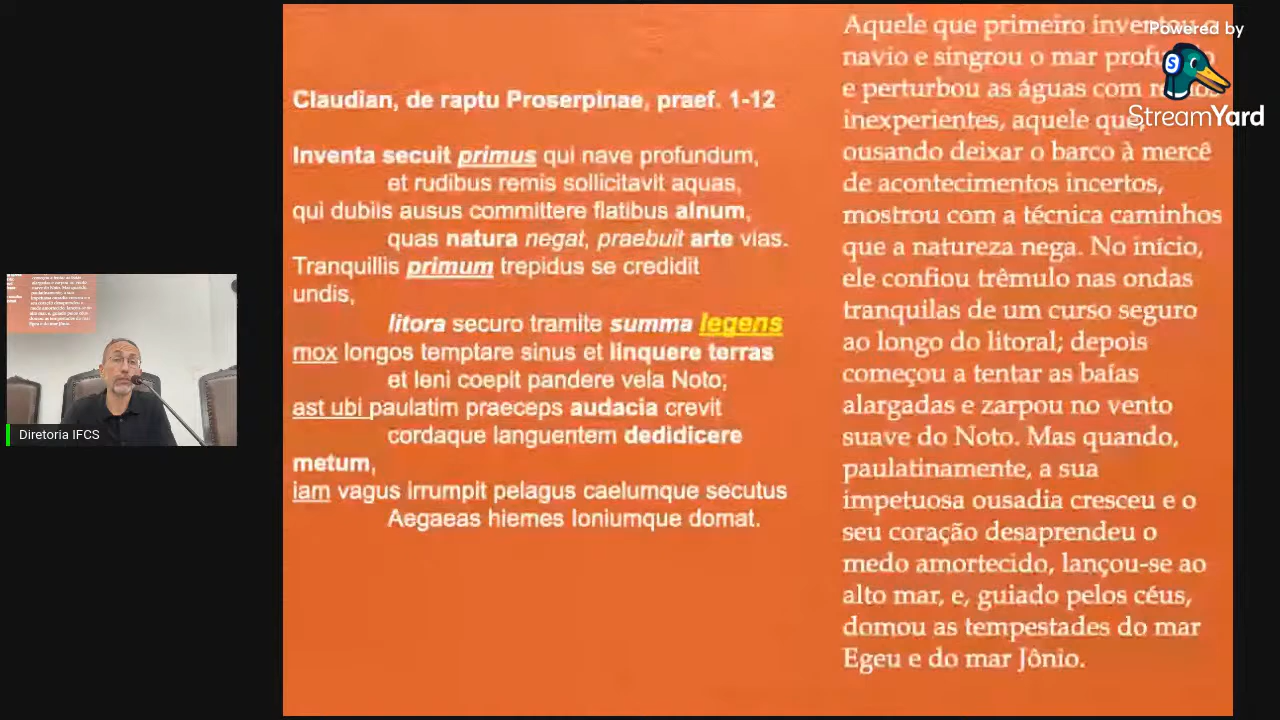 Claudian, de raptu Proserpinae, praef. 1-12
Inventa secuit primus qui nave profundum,
et rudibus remis sollicitavit aquas,
qui dubiis ausus committere flatibus alnum,
quas natura negat, praebuit arte vias.
Tranquillis primum trepidus se credidit
undis,
litora securo tramite summa legens
mox longos temptare sinus et linquere terras
et leni coepit pandere vela Noto;
ast ubi paulatim praeceps audacia crevit
cordaque languentem dedidicere
metum,
iam vagus irrumpit pelagus caelumque secutus
Aegaeas hiemes Ioniumque domat.
Aquele que primeiro inventou o
navio e singrou o mar profundo
e perturbou as águas com remos
inexperientes, aquele que,
ousando deixar o barco à mercê
de acontecimentos incertos,
mostrou com a técnica caminhos
que a natureza nega. No início,
ele confiou trêmulo nas ondas
tranquilas de um curso seguro
ao longo do litoral; depois
começou a tentar as baías
alargadas e zarpou no vento
suave do Noto. Mas quando,
paulatinamente, a sua
impetuosa ousadia cresceu e o
seu coração desaprendeu o
medo amortecido, lançou-se ao
alto mar, e, guiado pelos céus,
domou as tempestades do mar
Egeu e do mar Jônio.
Powered by
S
StreamYard
Diretoria IFCS